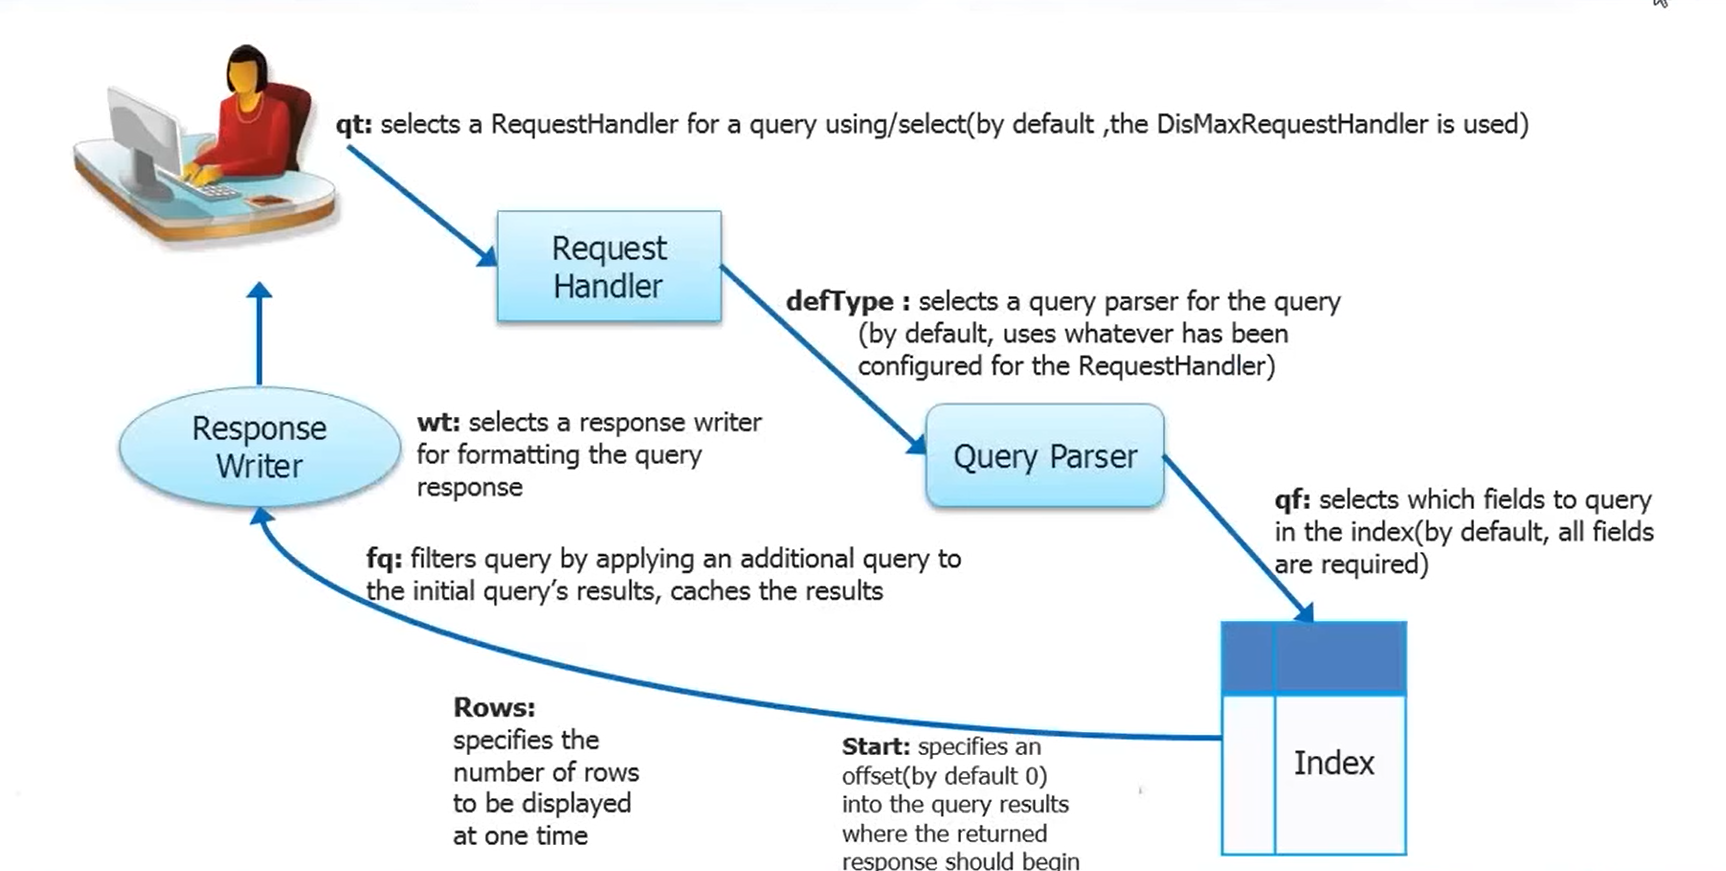 qt: selects a RequestHandler for a query using/select(by default ,the DisMaxRequestHandler is used)
Request
Handler
defType : selects a query parser for the query
(by default, uses whatever has been
configured for the RequestHandler)
Response
Writer
wt: selects a response writer
for formatting the query
response
Query Parser
qf: selects which fields to query
in the index(by default, all fields
are required)
fq: filters query by applying an additional query to
the initial query’s results, caches the results
Rows:
specifies the
number of rows
to be displayed
at one time
Start: specifies an
offset(by default 0)
into the query results
where the returned
response should begin
Index